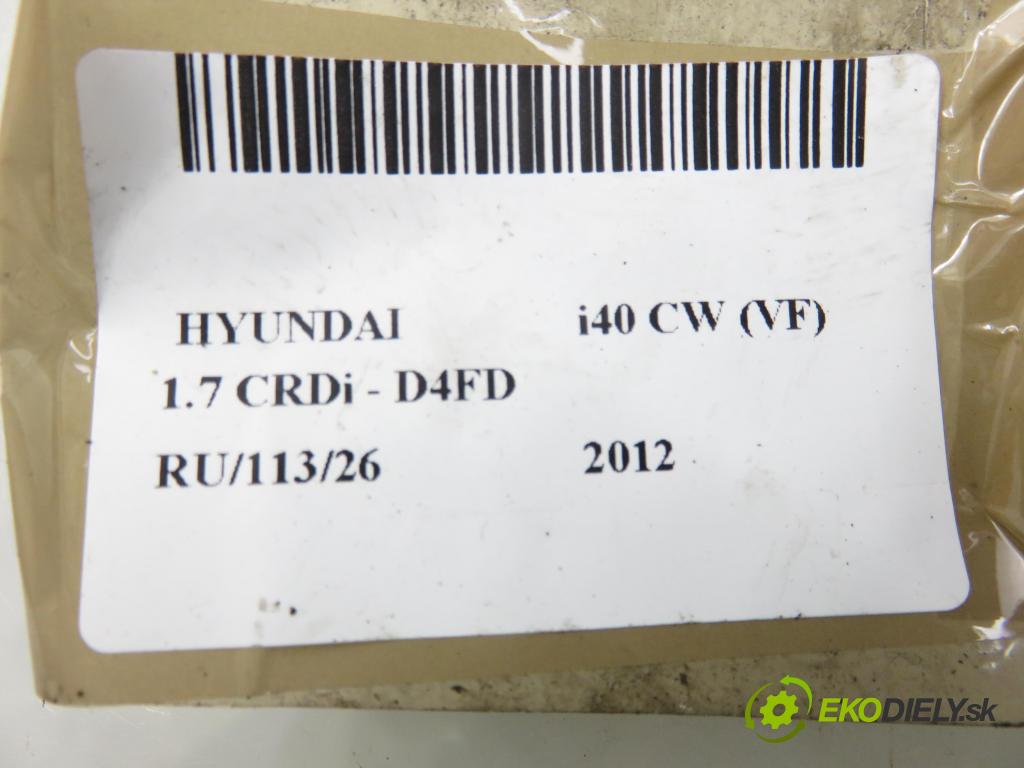 HYUNDAI i40 CW (VF)
1.7 CRDi - D4FD
RU/113/26 2012
EKODIELY.sk